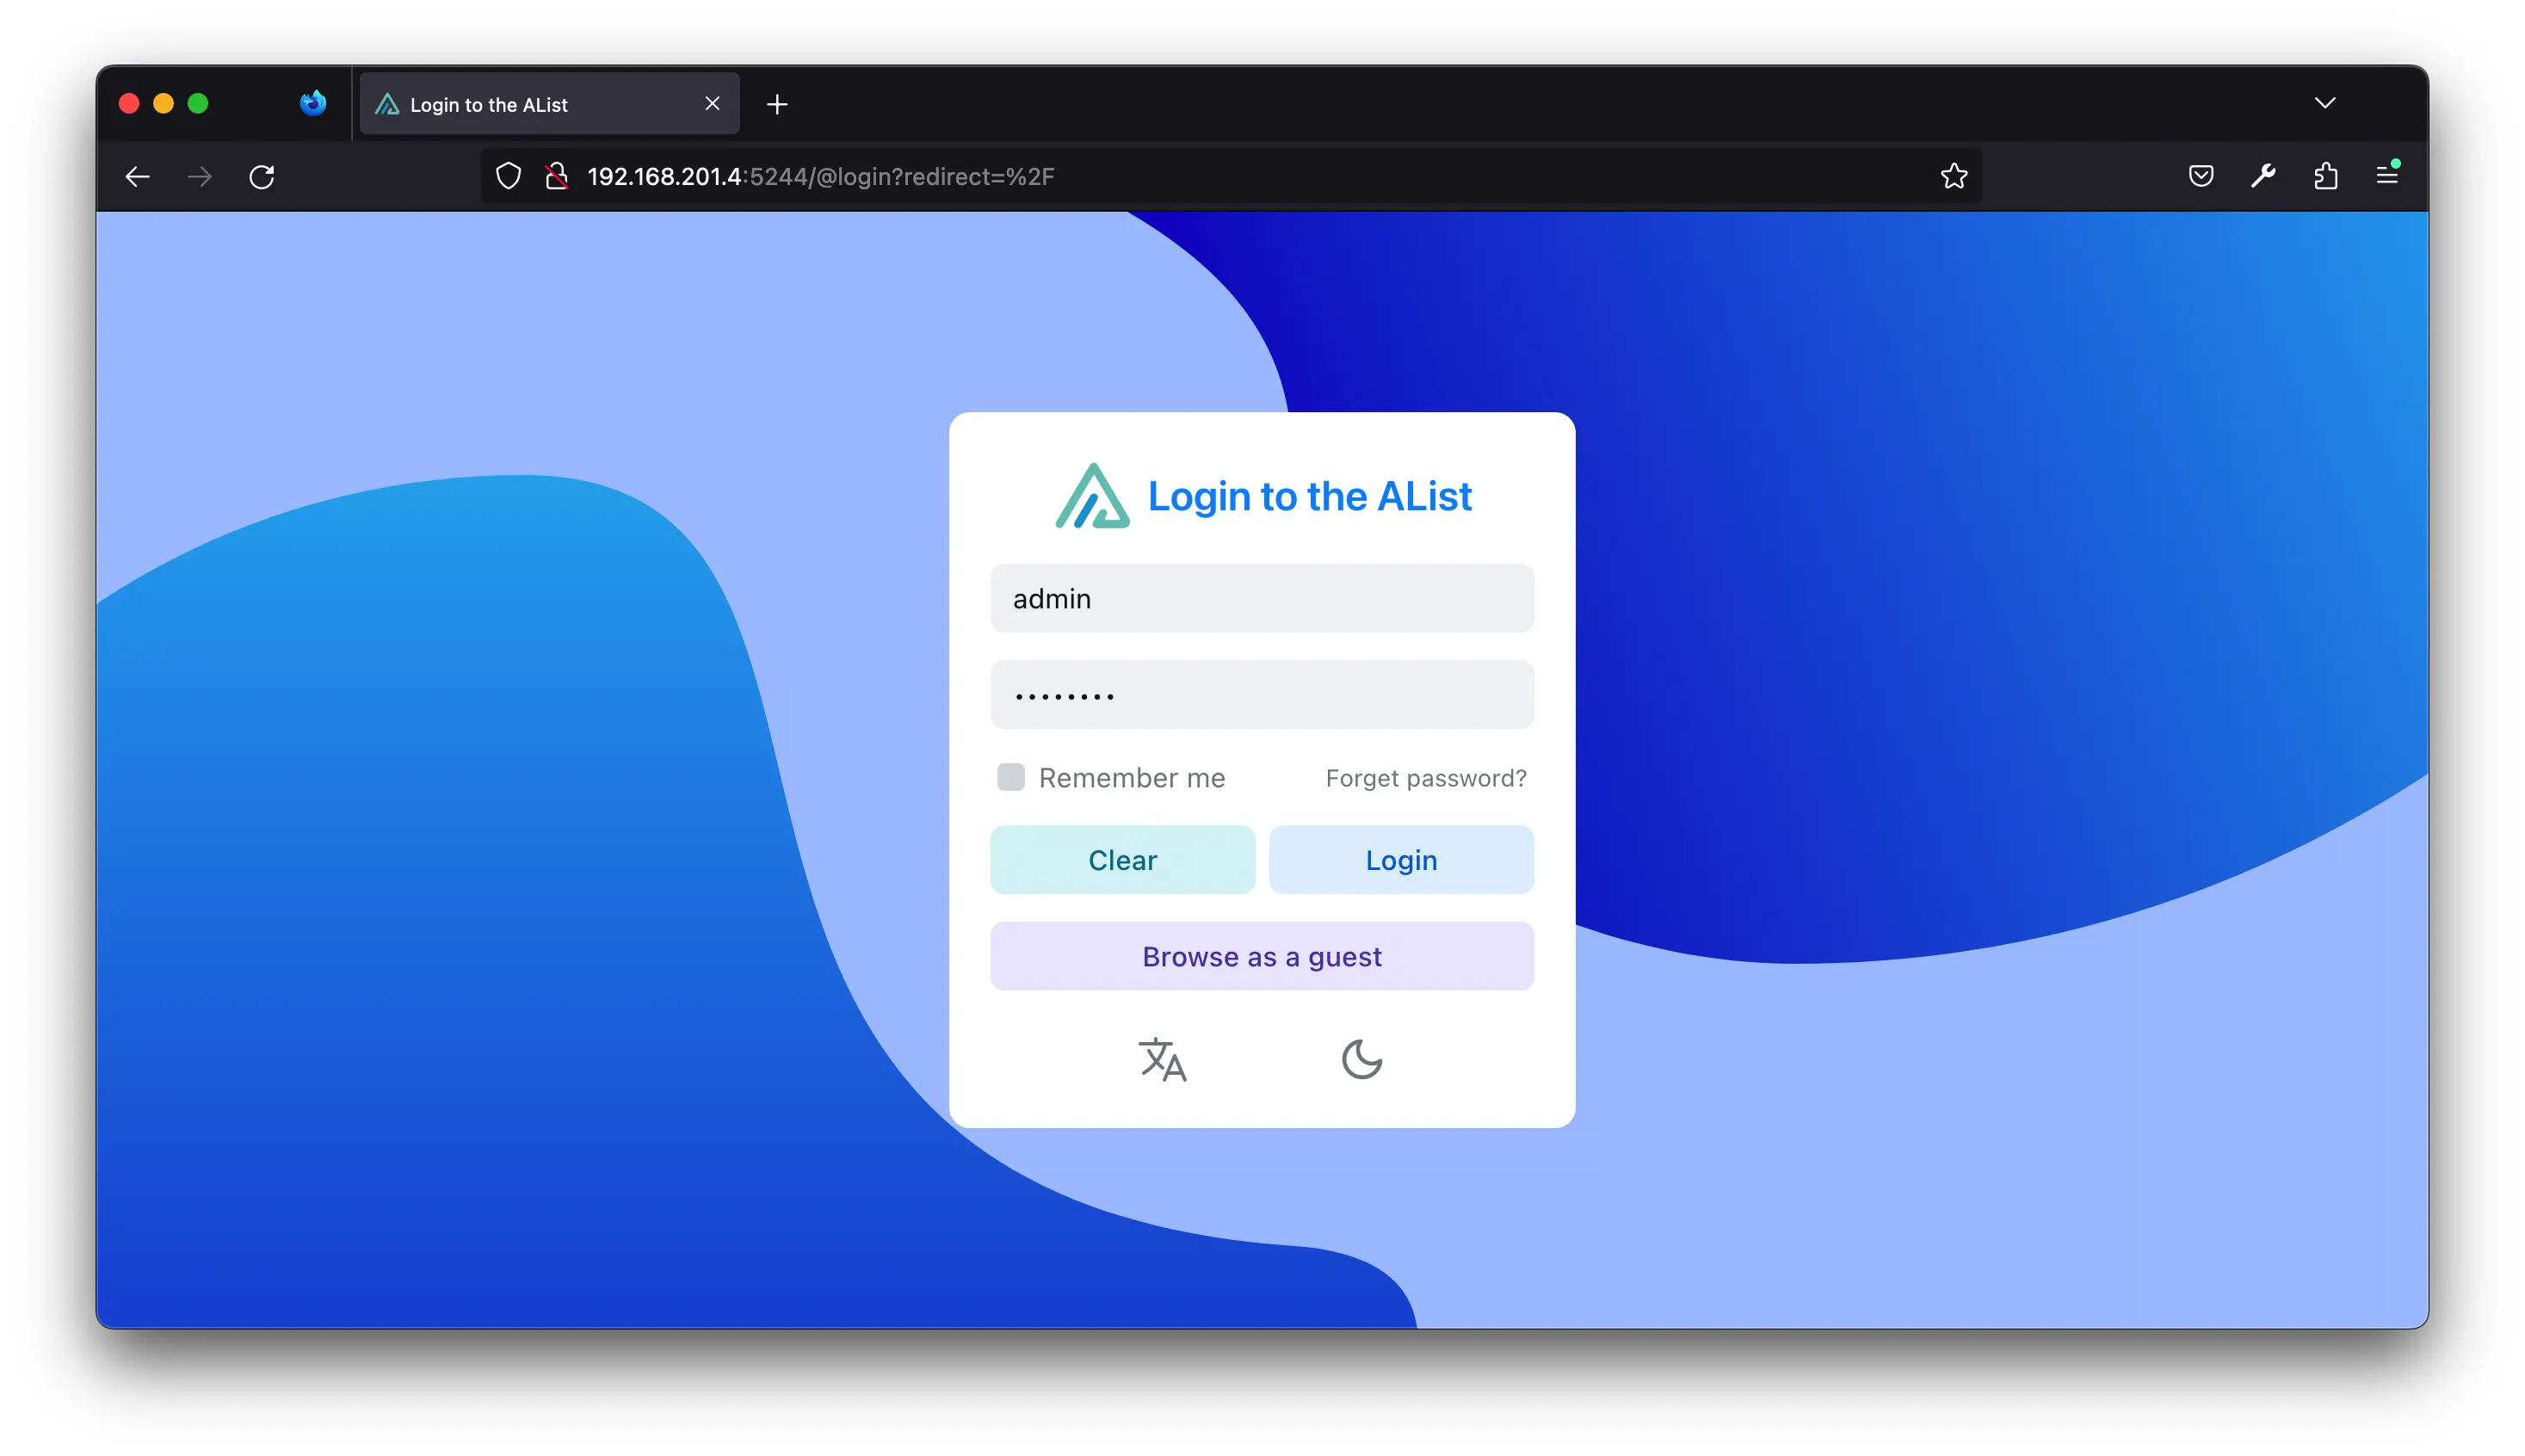 Login to the AList
192.168.201.4:5244/@login?redirect=%2F
Login to the AList
admin
••••••••
Remember me
Forget password?
Clear
Login
Browse as a guest